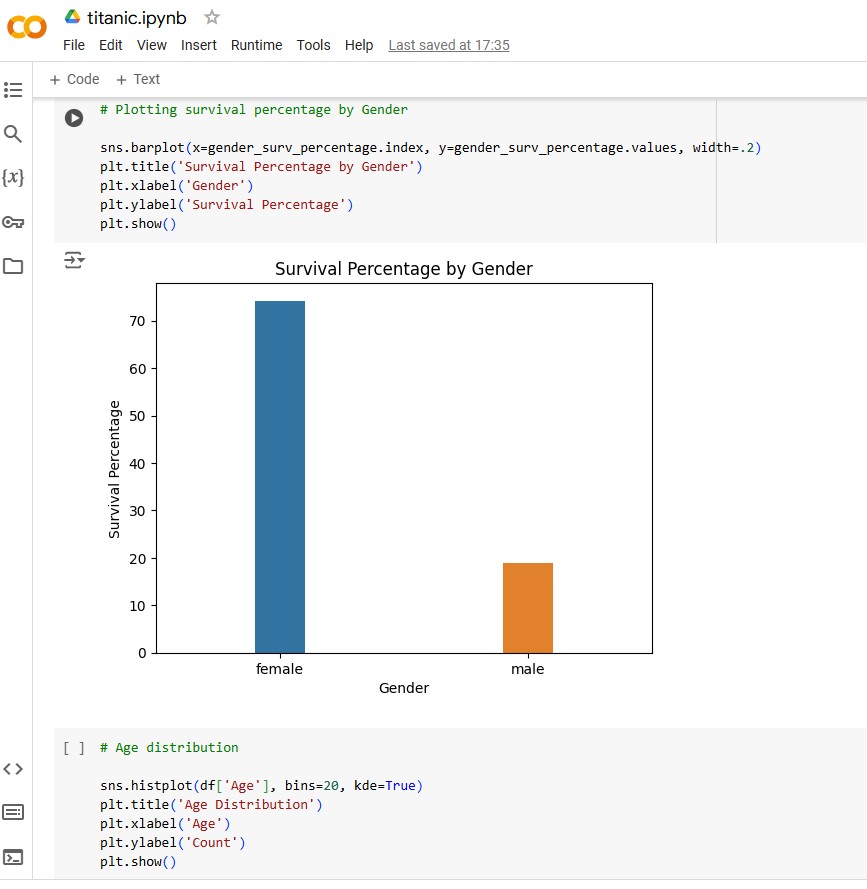 titanic.ipynb
File Edit View Insert Runtime Tools Help Last saved at 17:35
+ Code + Text
# Plotting survival percentage by Gender
sns.barplot(x=gender_surv_percentage.index, y=gender_surv_percentage.values, width=.2)
plt.title('Survival Percentage by Gender')
plt.xlabel('Gender')
plt.ylabel('Survival Percentage')
plt.show()
Survival Percentage by Gender
Survival Percentage
70
60
50
40
30
20
10
0
female male
Gender
[ ] # Age distribution
sns.histplot(df['Age'], bins=20, kde=True)
plt.title('Age Distribution')
plt.xlabel('Age')
plt.ylabel('Count')
plt.show()